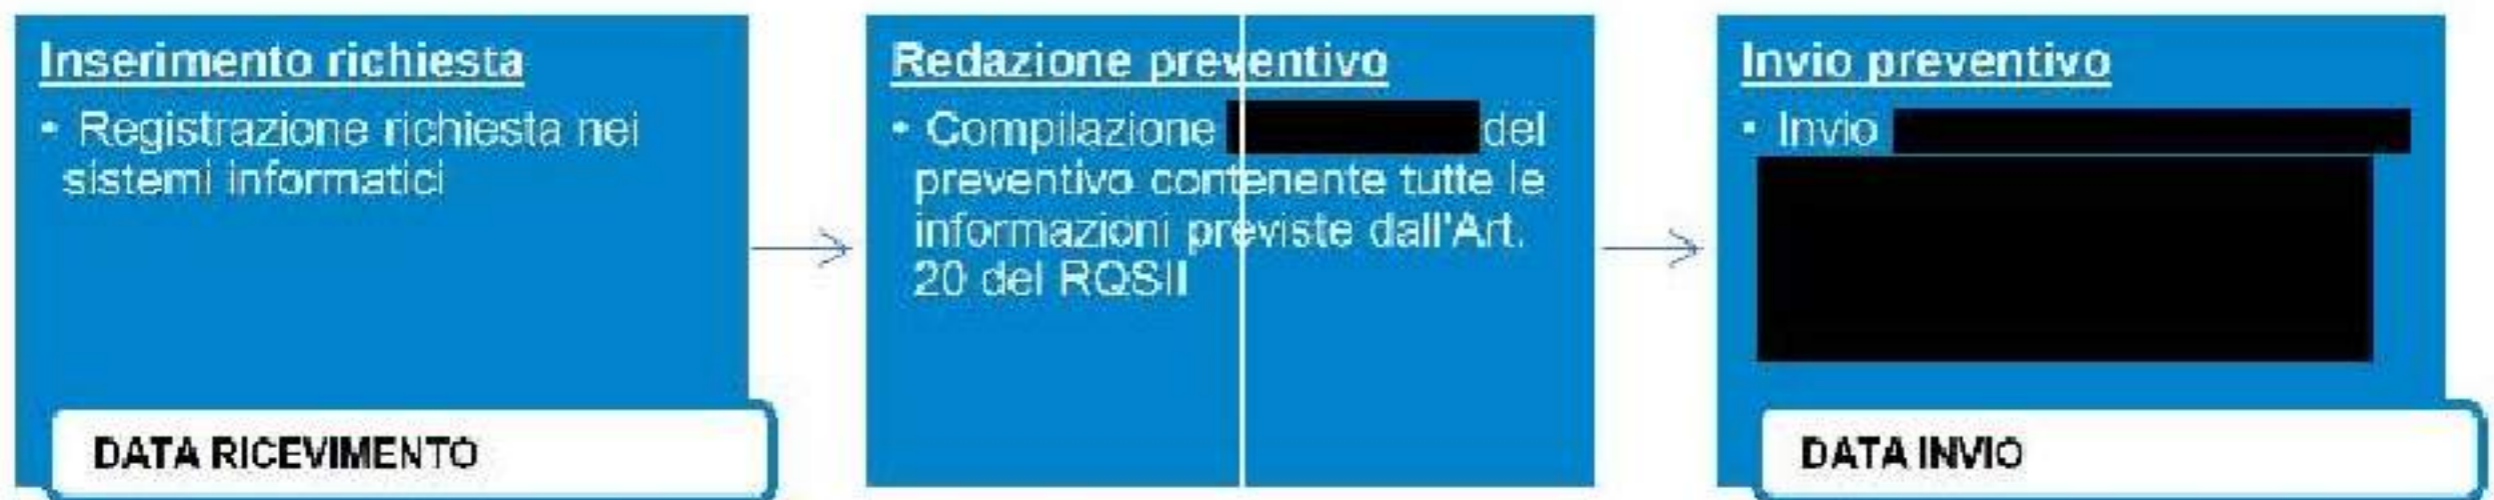 Inserimento richiesta
• Registrazione richiesta nei
sistemi informatici
DATA RICEVIMENTO
Redazione preventivo
• Compilazione del
preventivo contenente tutte le
informazioni previste dall'Art.
20 del RQSII
Invio preventivo
• Invio
DATA INVIO